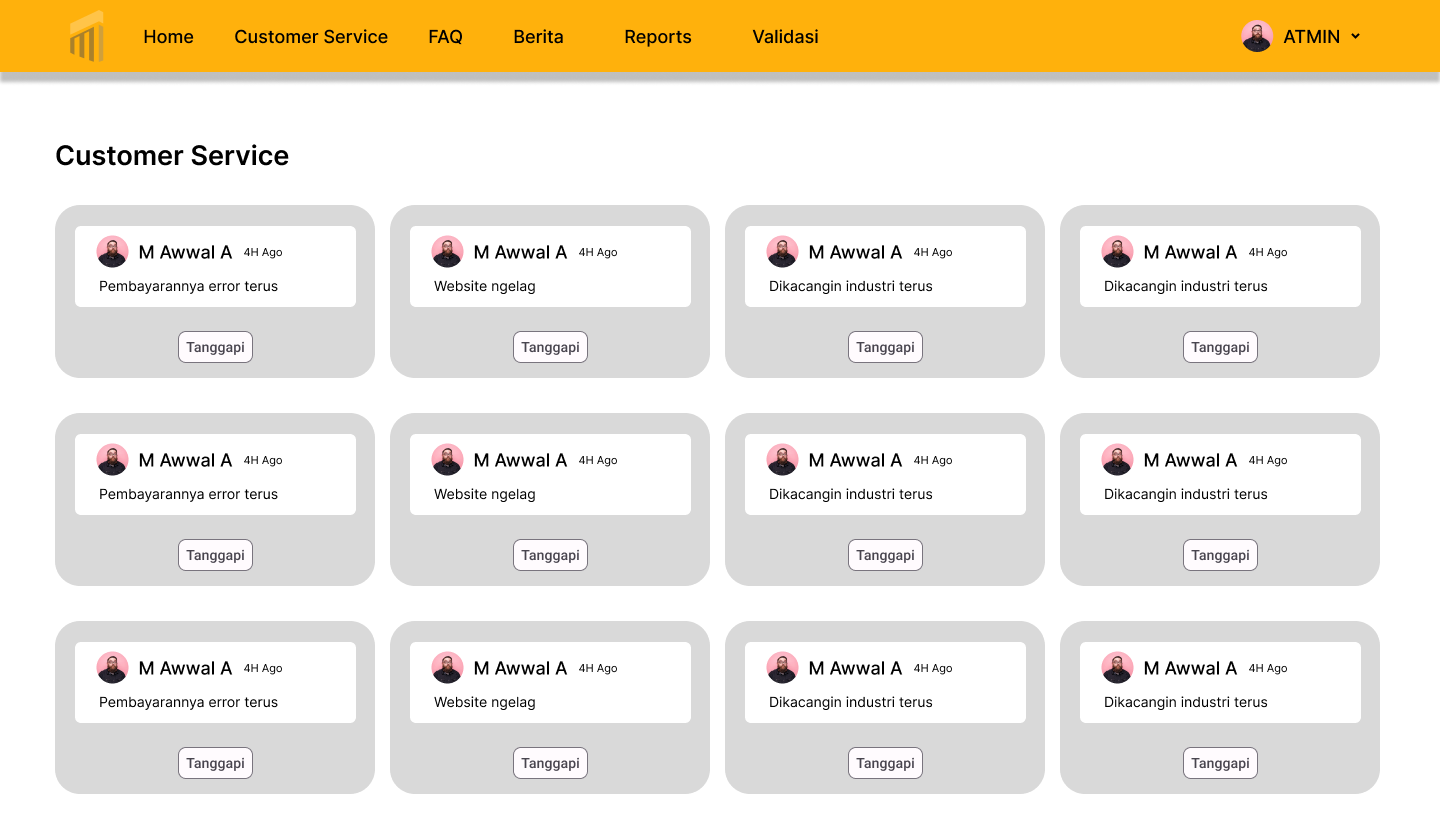 Home Customer Service FAQ Berita Reports Validasi ATMIN
Customer Service
M Awwal A 4H Ago
Pembayarannya error terus
Tanggapi
M Awwal A 4H Ago
Website ngelag
Tanggapi
M Awwal A 4H Ago
Dikacangin industri terus
Tanggapi
M Awwal A 4H Ago
Dikacangin industri terus
Tanggapi
M Awwal A 4H Ago
Pembayarannya error terus
Tanggapi
M Awwal A 4H Ago
Website ngelag
Tanggapi
M Awwal A 4H Ago
Dikacangin industri terus
Tanggapi
M Awwal A 4H Ago
Dikacangin industri terus
Tanggapi
M Awwal A 4H Ago
Pembayarannya error terus
Tanggapi
M Awwal A 4H Ago
Website ngelag
Tanggapi
M Awwal A 4H Ago
Dikacangin industri terus
Tanggapi
M Awwal A 4H Ago
Dikacangin industri terus
Tanggapi